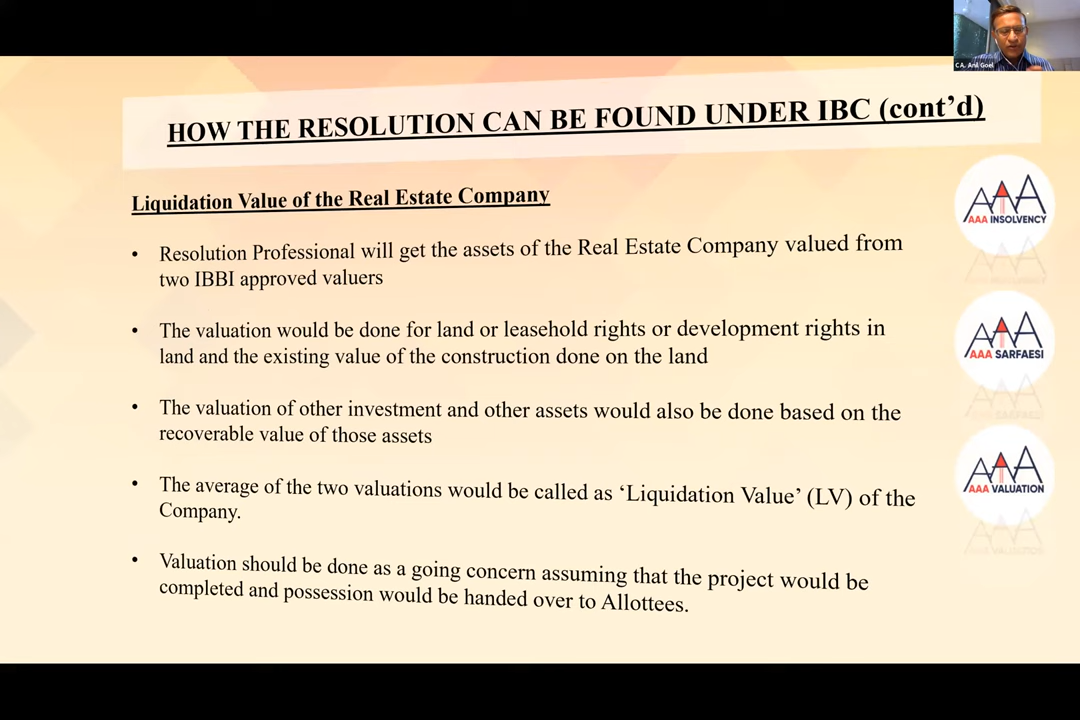 C A. Anil Goel
HOW THE RESOLUTION CAN BE FOUND UNDER IBC (cont'd)
Liquidation Value of the Real Estate Company
• Resolution Professional will get the assets of the Real Estate Company valued from
two IBBI approved valuers
• The valuation would be done for land or leasehold rights or development rights in
land and the existing value of the construction done on the land
• The valuation of other investment and other assets would also be done based on the
recoverable value of those assets
• The average of the two valuations would be called as ‘Liquidation Value’ (LV) of the
Company.
• Valuation should be done as a going concern assuming that the project would be
completed and possession would be handed over to Allottees.
AAA
AAA INSOLVENCY
AAA
AAA SARFAESI
AAA
AAA VALUATION